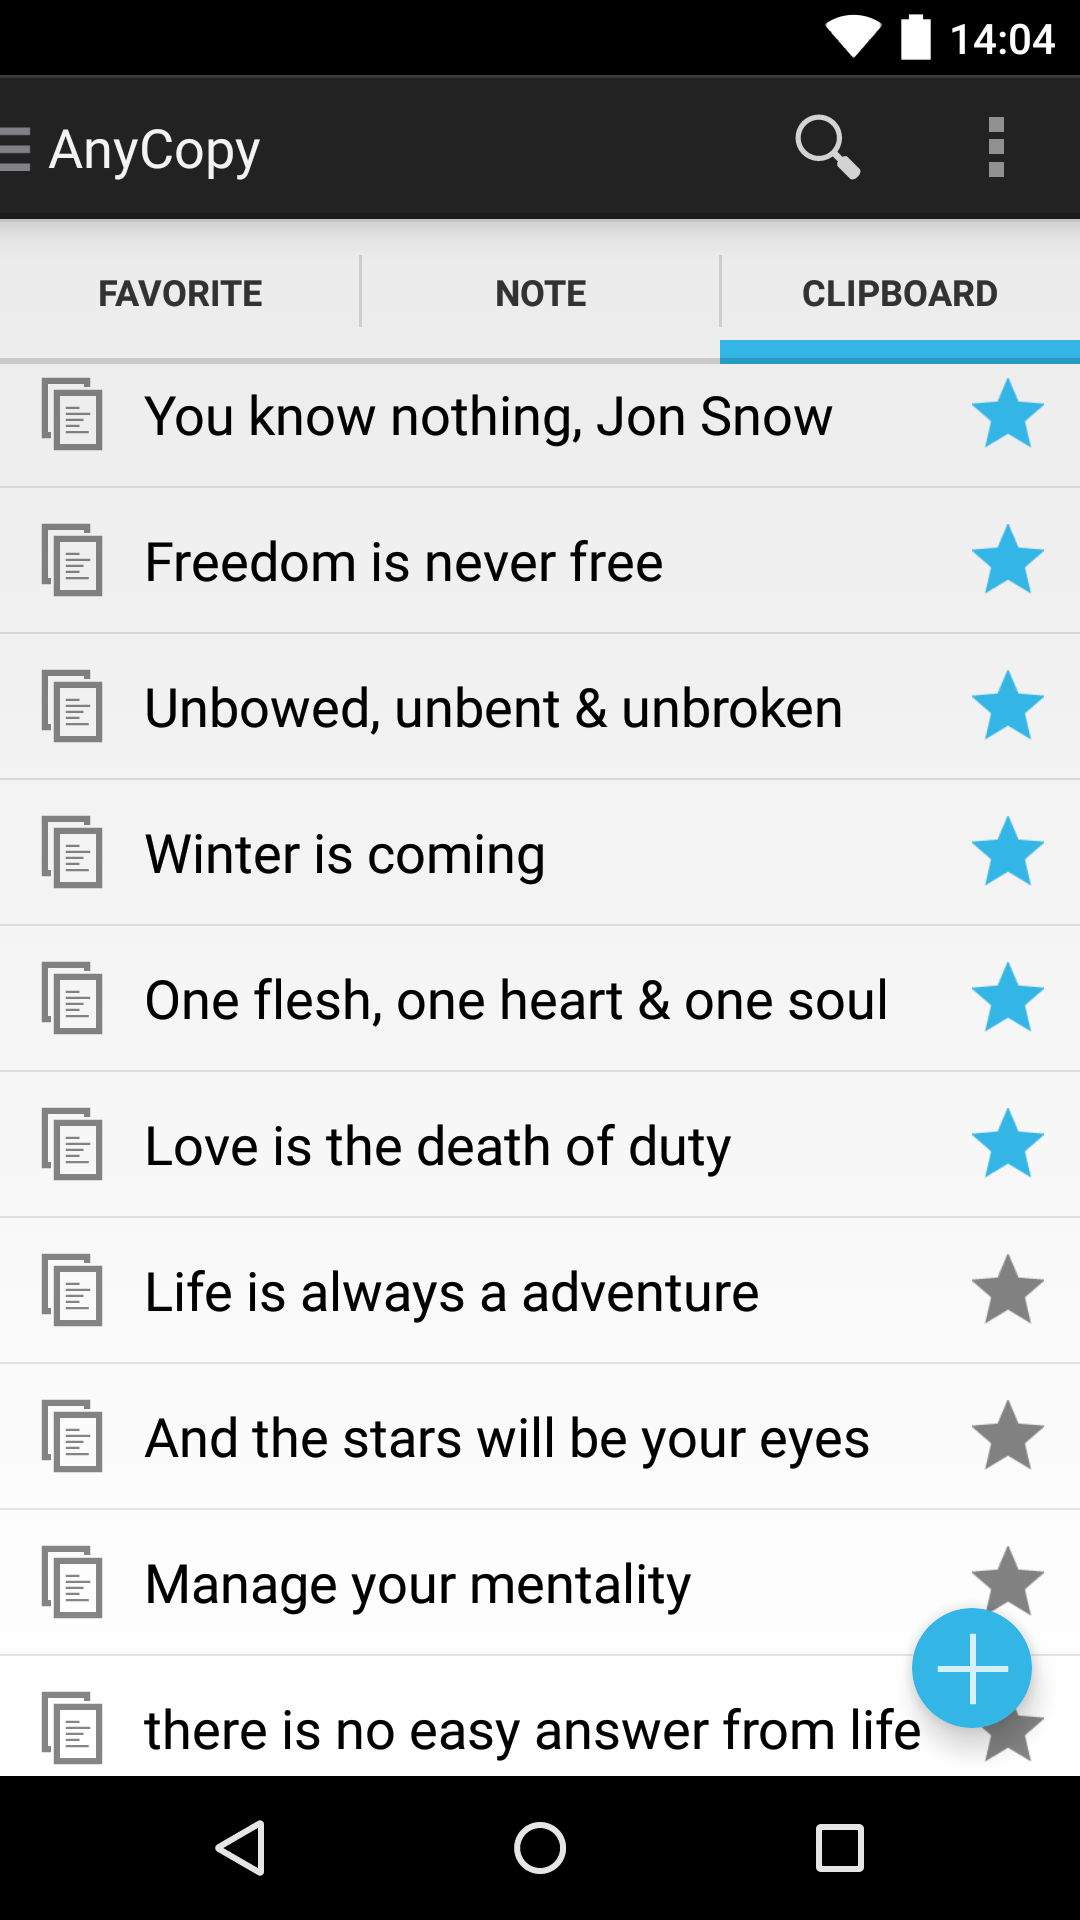 14:04
AnyCopy
FAVORITE
NOTE
CLIPBOARD
You know nothing, Jon Snow
Freedom is never free
Unbowed, unbent & unbroken
Winter is coming
One flesh, one heart & one soul
Love is the death of duty
Life is always a adventure
And the stars will be your eyes
Manage your mentality
there is no easy answer from life